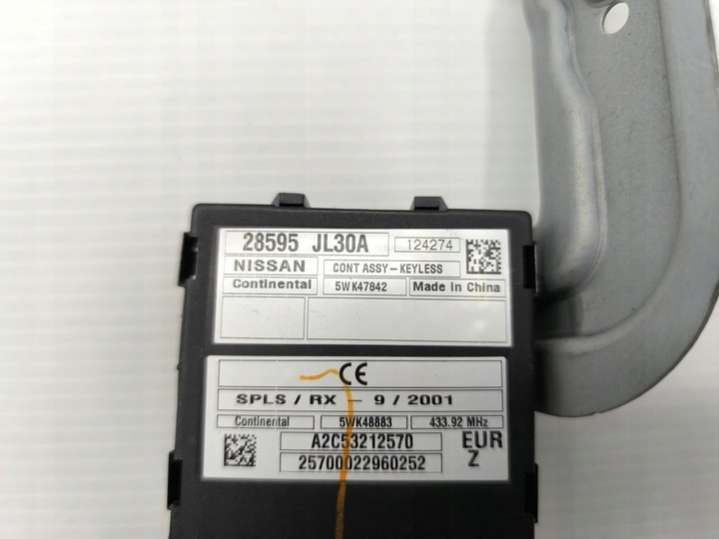 28595 JL30A 124274
NISSAN CONT ASSY-KEYLESS
Continental 5WK47842 Made in China
CE
SPLS / RX - 9 / 2001
Continental 5WK48883 433.92 MHz
A2C53212570 EUR
25700022960252 Z